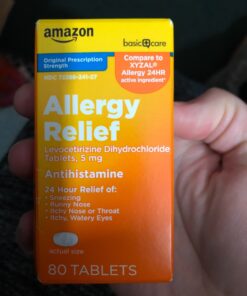 amazon
basic care
Original Prescription
Strength
Compare to
XYZAL®
Allergy 24HR
active ingredient*
Allergy
Relief
Levocetirizine Dihydrochloride
Tablets, 5 mg
Antihistamine
24 Hour Relief of:
• Sneezing
• Runny Nose
• Itchy Nose or Throat
• Itchy, Watery Eyes
actual size
80 TABLETS